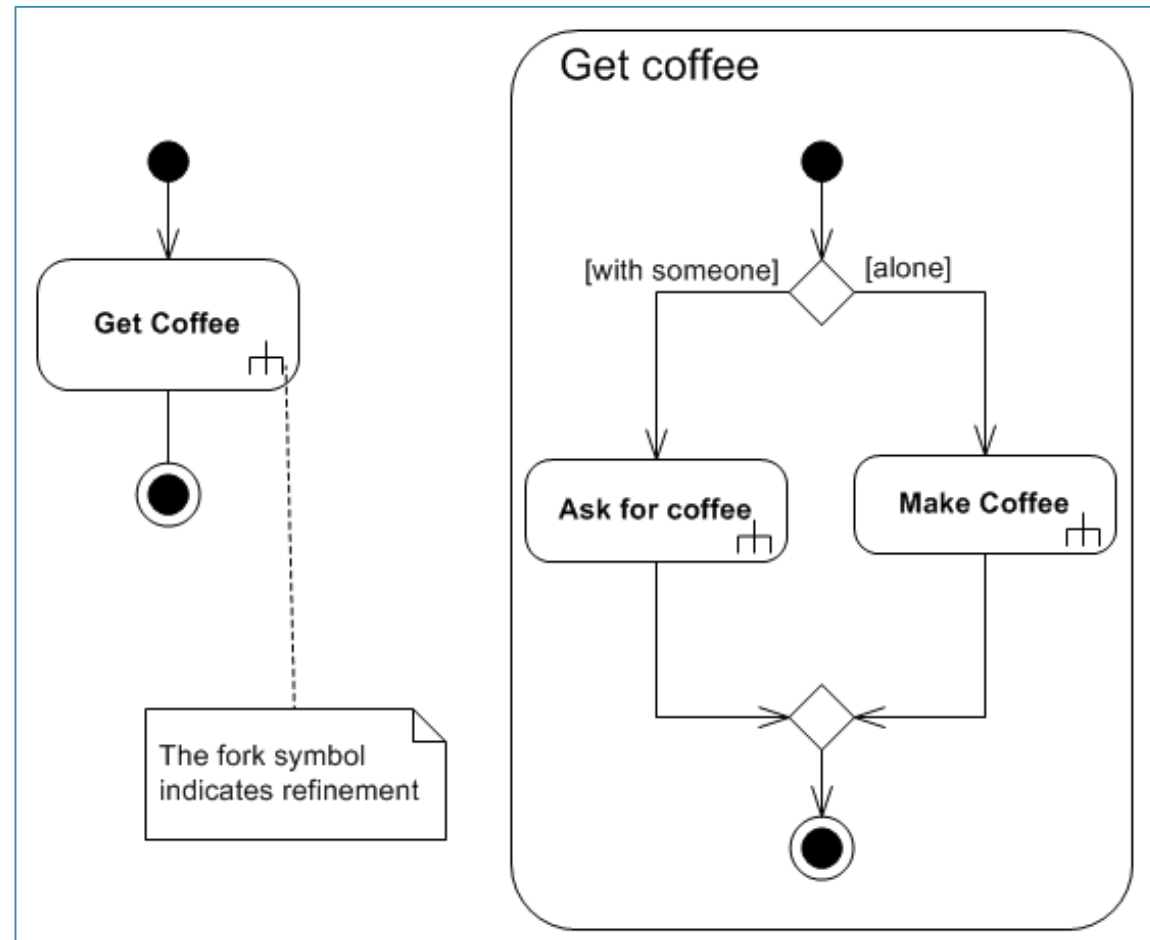 Get coffee
[with someone]
[alone]
Get Coffee
Ask for coffee
Make Coffee
The fork symbol
indicates refinement